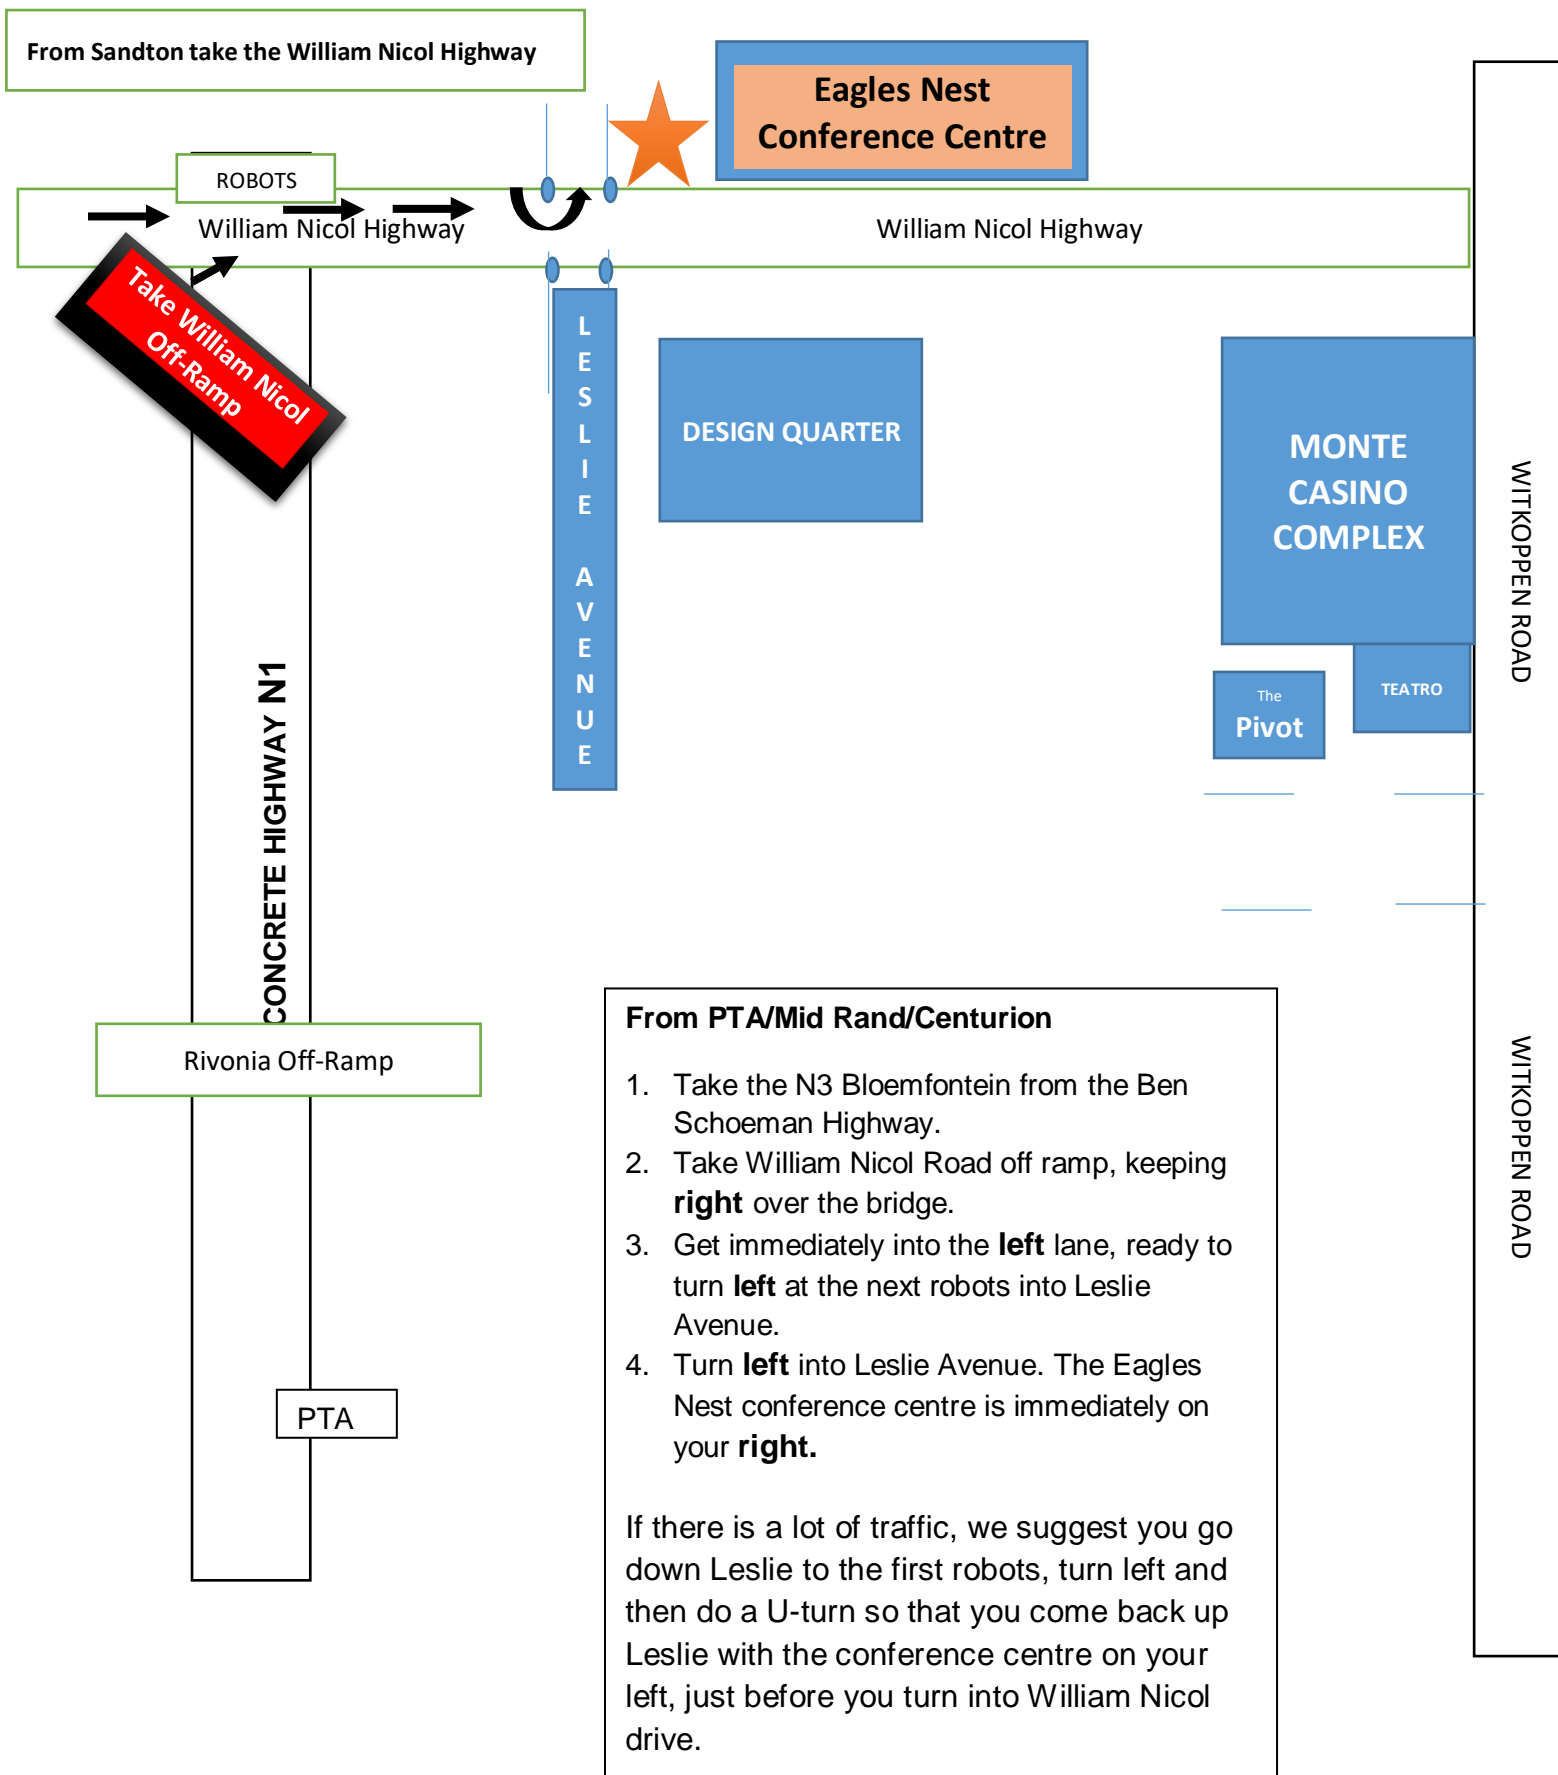 From Sandton take the William Nicol Highway
Eagles Nest
Conference Centre
ROBOTS
William Nicol Highway
William Nicol Highway
Take William Nicol
Off-Ramp
LESLIE AVENUE
DESIGN QUARTER
MONTE
CASINO
COMPLEX
WITKOPPEN ROAD
The
Pivot
TEATRO
CONCRETE HIGHWAY N1
Rivonia Off-Ramp
WITKOPPEN ROAD
PTA
From PTA/Mid Rand/Centurion
1. Take the N3 Bloemfontein from the Ben
Schoeman Highway.
2. Take William Nicol Road off ramp, keeping
right over the bridge.
3. Get immediately into the left lane, ready to
turn left at the next robots into Leslie
Avenue.
4. Turn left into Leslie Avenue. The Eagles
Nest conference centre is immediately on
your right.
If there is a lot of traffic, we suggest you go
down Leslie to the first robots, turn left and
then do a U-turn so that you come back up
Leslie with the conference centre on your
left, just before you turn into William Nicol
drive.